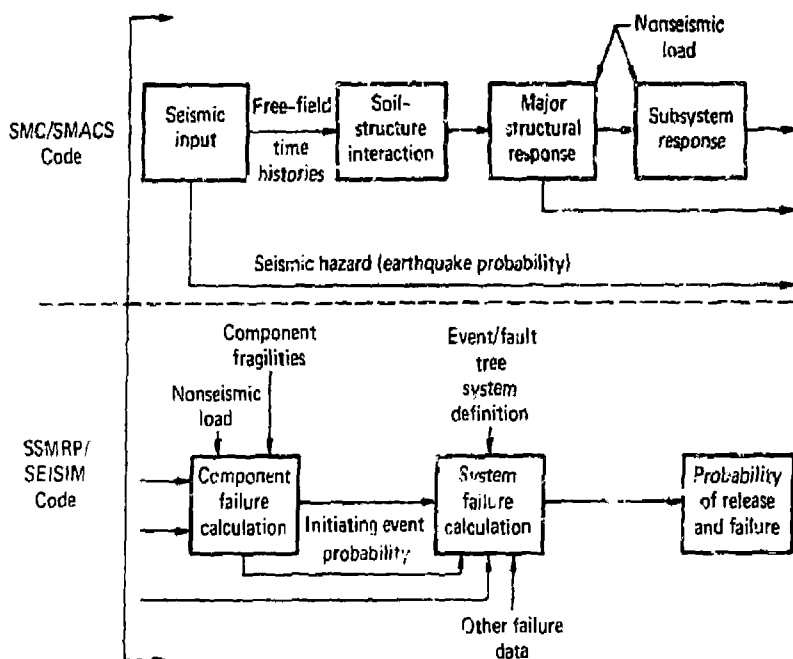 Nonseismic
load
SMC/SMACS
Code
Seismic
input
Free-field
time
histories
Soil-
structure
interaction
Major
structural
response
Subsystem
response
Seismic hazard (earthquake probability)
Component
fragilities
Nonseismic
load
Event/fault
tree
system
definition
SSMRP/
SEISIM
Code
Component
failure
calculation
Initiating event
probability
System
failure
calculation
Probability
of release
and failure
Other failure
data